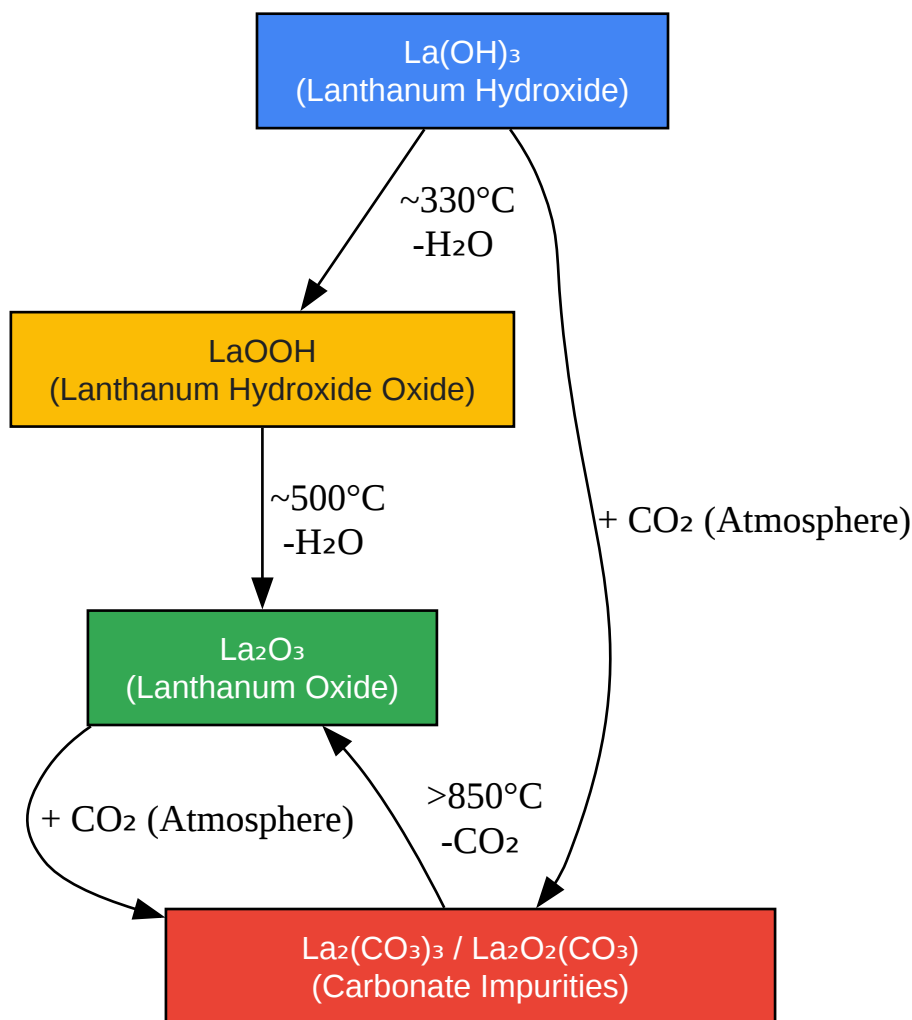 La(OH)₃
(Lanthanum Hydroxide)
~330°C
-H₂O
LaOOH
(Lanthanum Hydroxide Oxide)
~500°C
-H₂O
+ CO₂ (Atmosphere)
La₂O₃
(Lanthanum Oxide)
>850°C
-CO₂
+ CO₂ (Atmosphere)
La₂(CO₃)₃ / La₂O₂(CO₃)
(Carbonate Impurities)